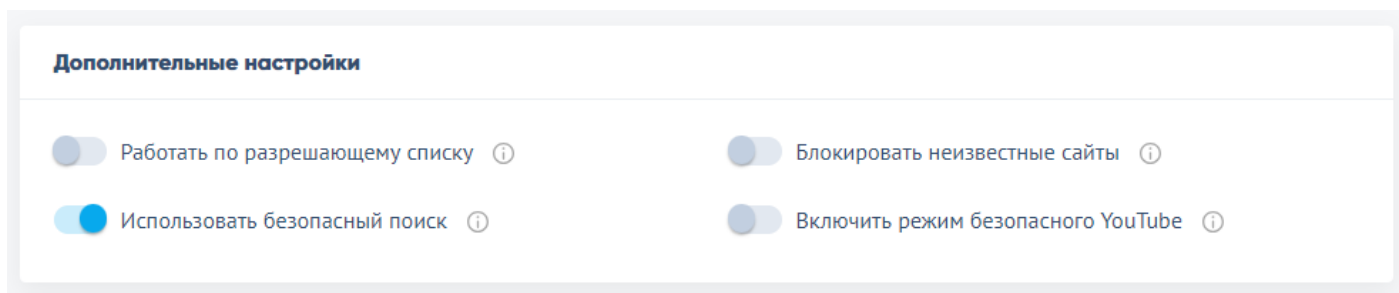 Дополнительные настройки
Работать по разрешающему списку
Блокировать неизвестные сайты
Использовать безопасный поиск
Включить режим безопасного YouTube